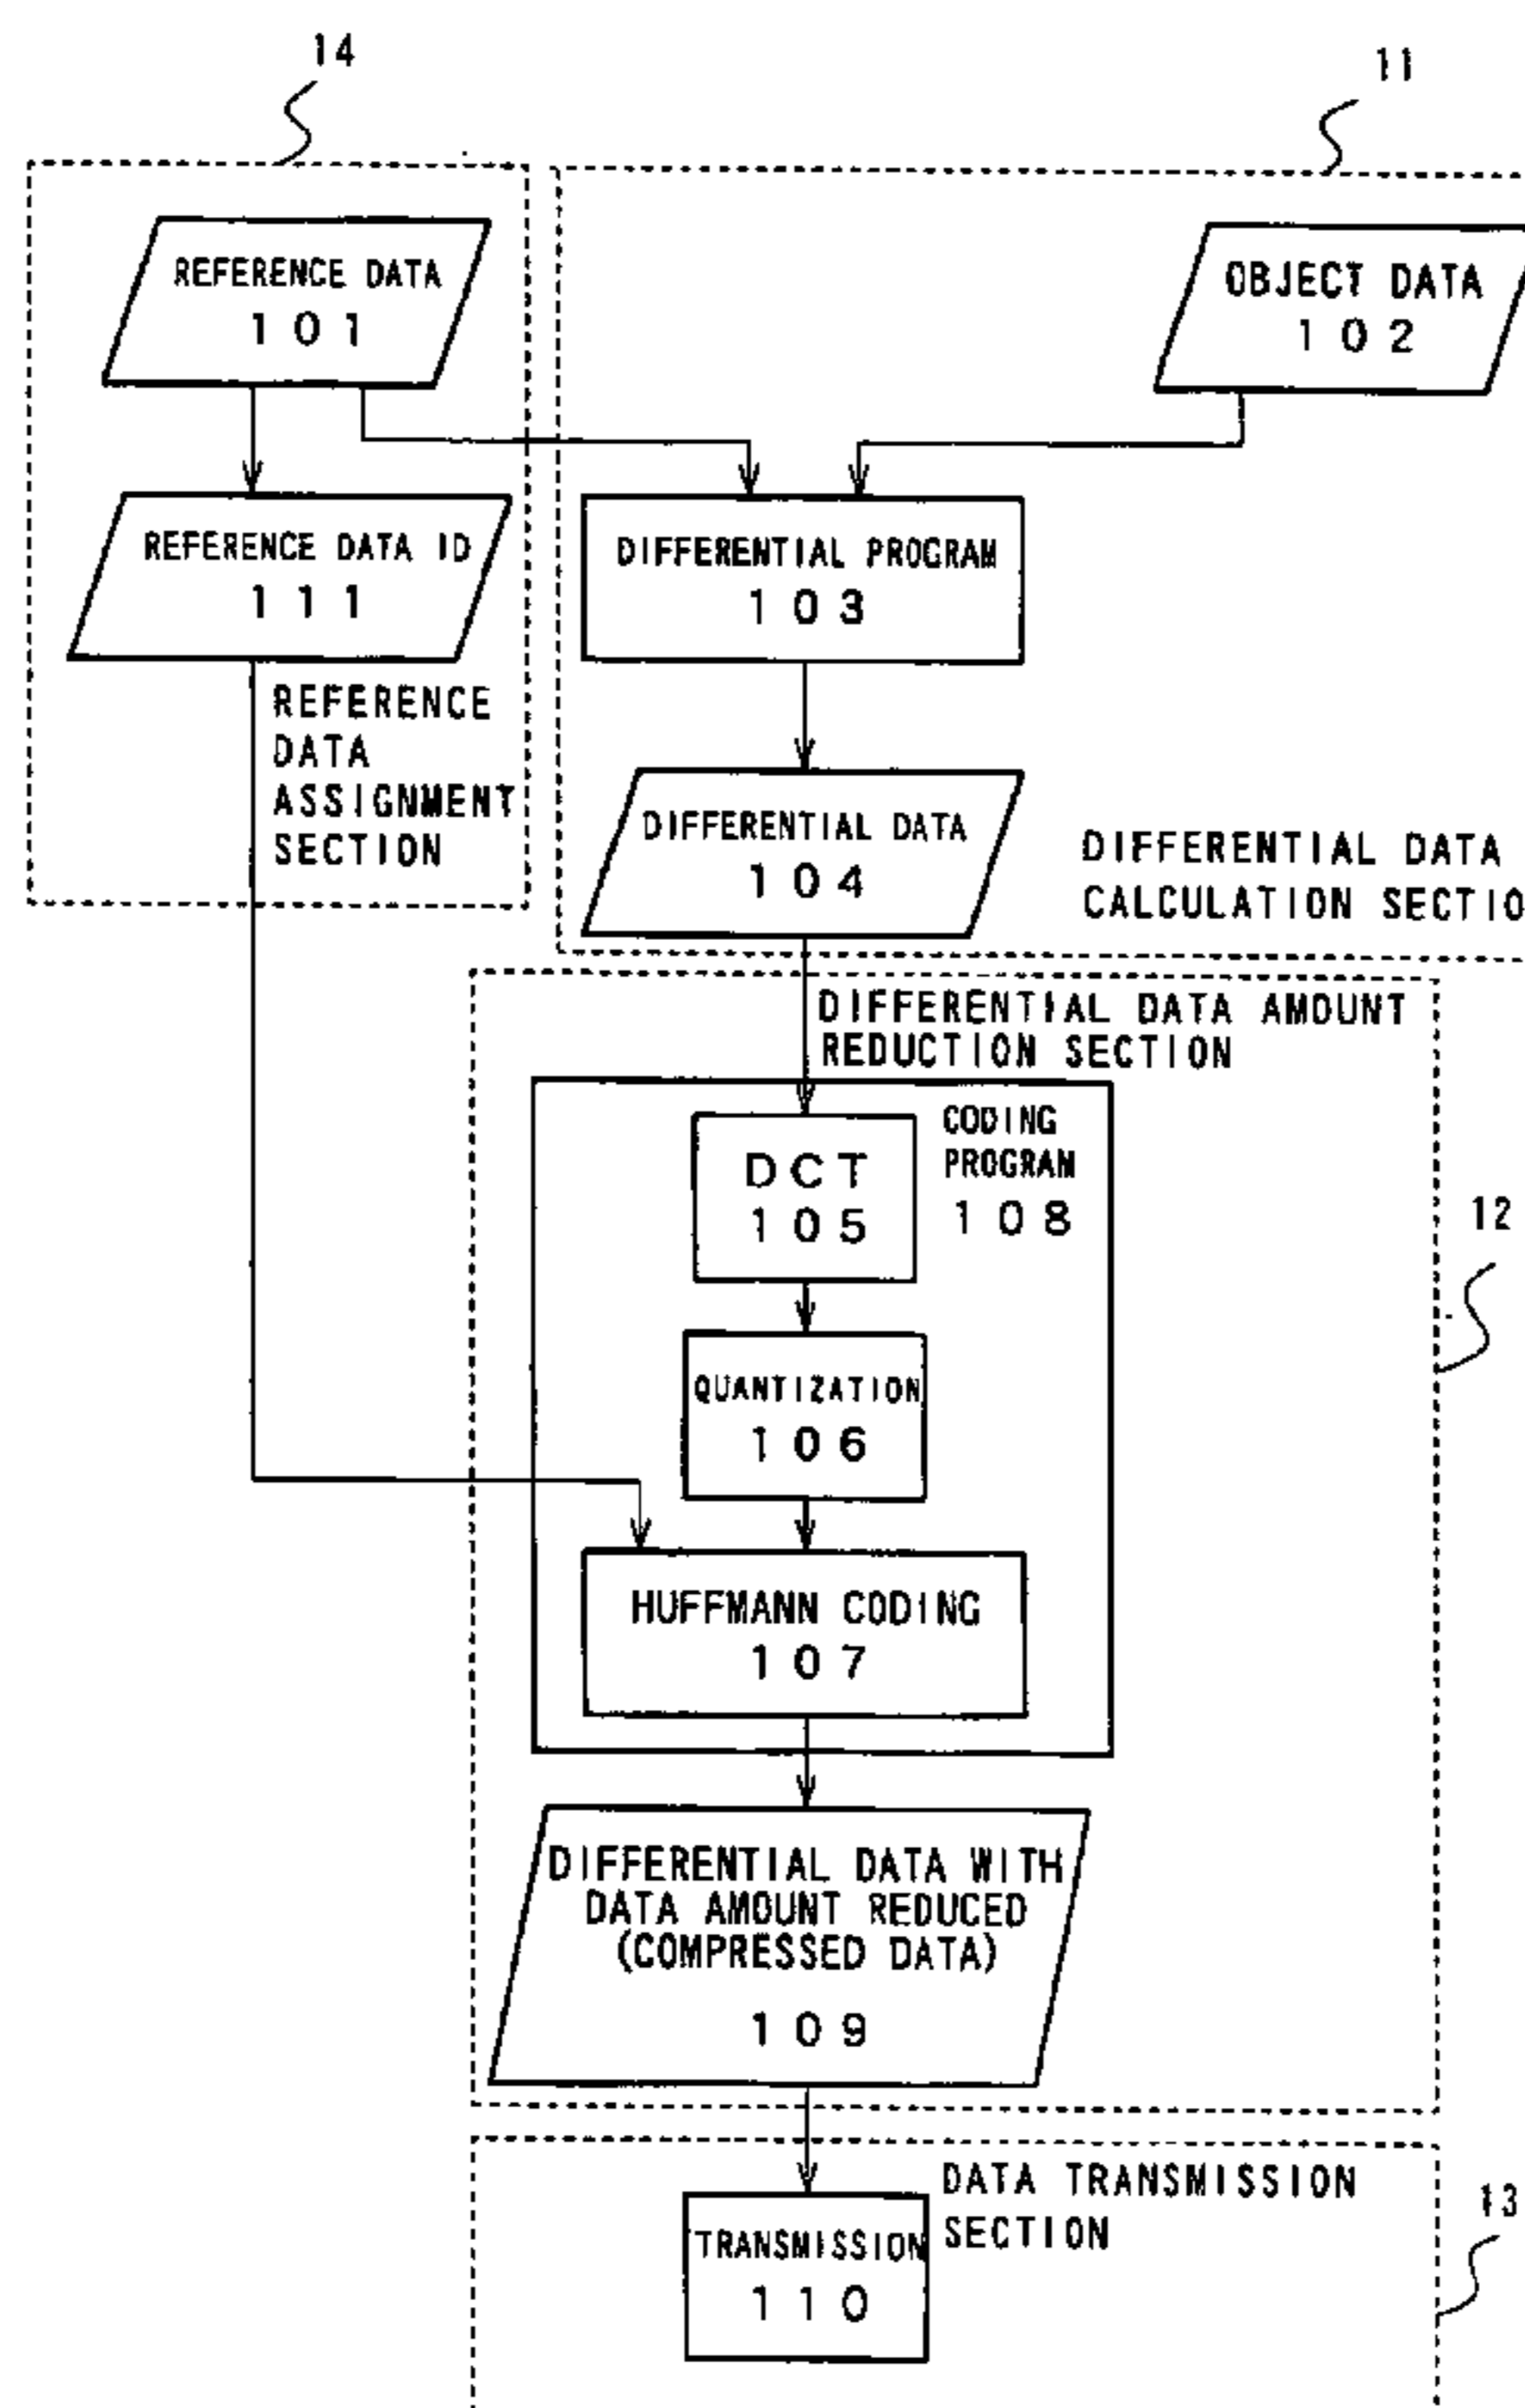 14
11
REFERENCE DATA
101
OBJECT DATA
102
REFERENCE DATA ID
111
DIFFERENTIAL PROGRAM
103
REFERENCE
DATA
ASSIGNMENT
SECTION
DIFFERENTIAL DATA
104
DIFFERENTIAL DATA
CALCULATION SECTIO
DIFFERENTIAL DATA AMOUNT
REDUCTION SECTION
CODING
PROGRAM
108
DCT
105
12
QUANTIZATION
106
HUFFMANN CODING
107
DIFFERENTIAL DATA WITH
DATA AMOUNT REDUCED
(COMPRESSED DATA)
109
DATA TRANSMISSION
SECTION
13
TRANSMISSION
110